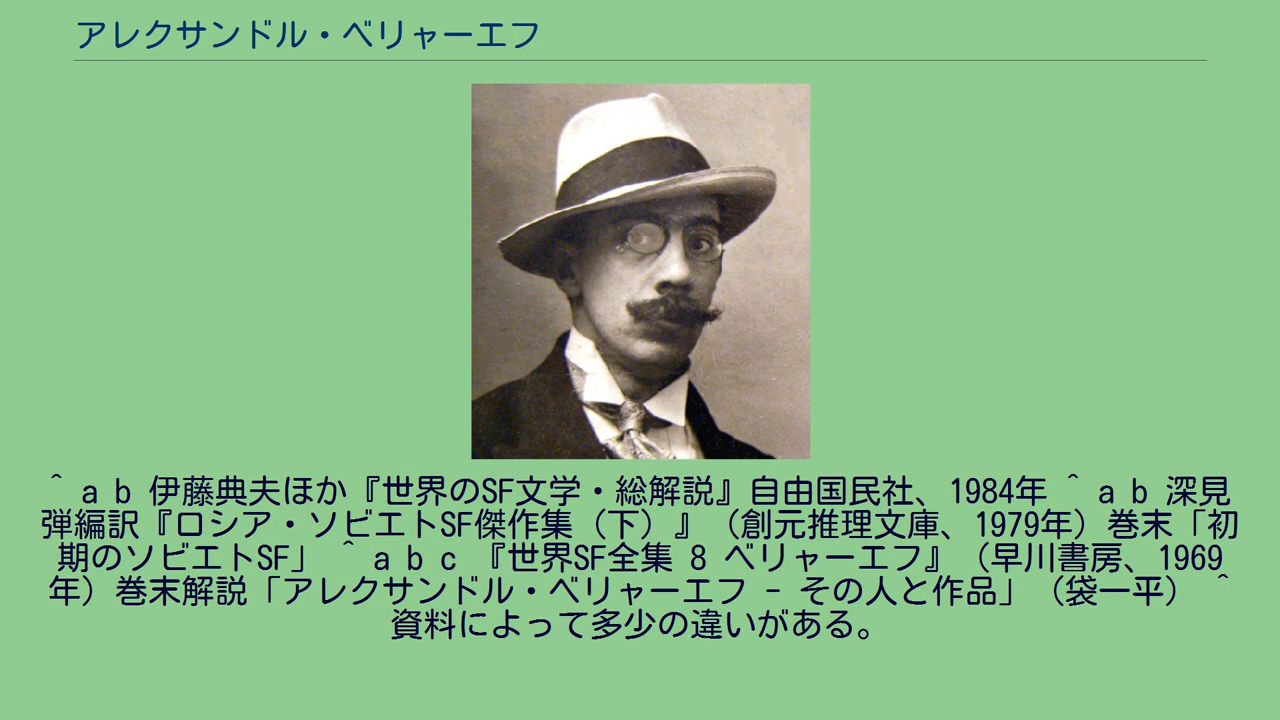 アレクサンドル・ベリャーエフ
^ a b 伊藤典夫ほか『世界のSF文学・総解説』自由国民社、1984年 ^ a b 深見
弾編訳『ロシア・ソビエトSF傑作集（下）』（創元推理文庫、1979年）巻末「初
期のソビエトSF」 ^ a b c 『世界SF全集 8 ベリャーエフ』（早川書房、1969
年）巻末解説「アレクサンドル・ベリャーエフ - その人と作品」（袋一平） ^
資料によって多少の違いがある。